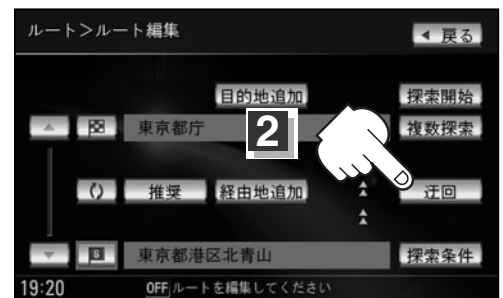 ルート＞ルート編集
戻る
目的地追加
探索開始
東京都庁
2
複数探索
推奨
経由地追加
迂回
S
東京都港区北青山
探索条件
19:20
OFF ルートを編集してください